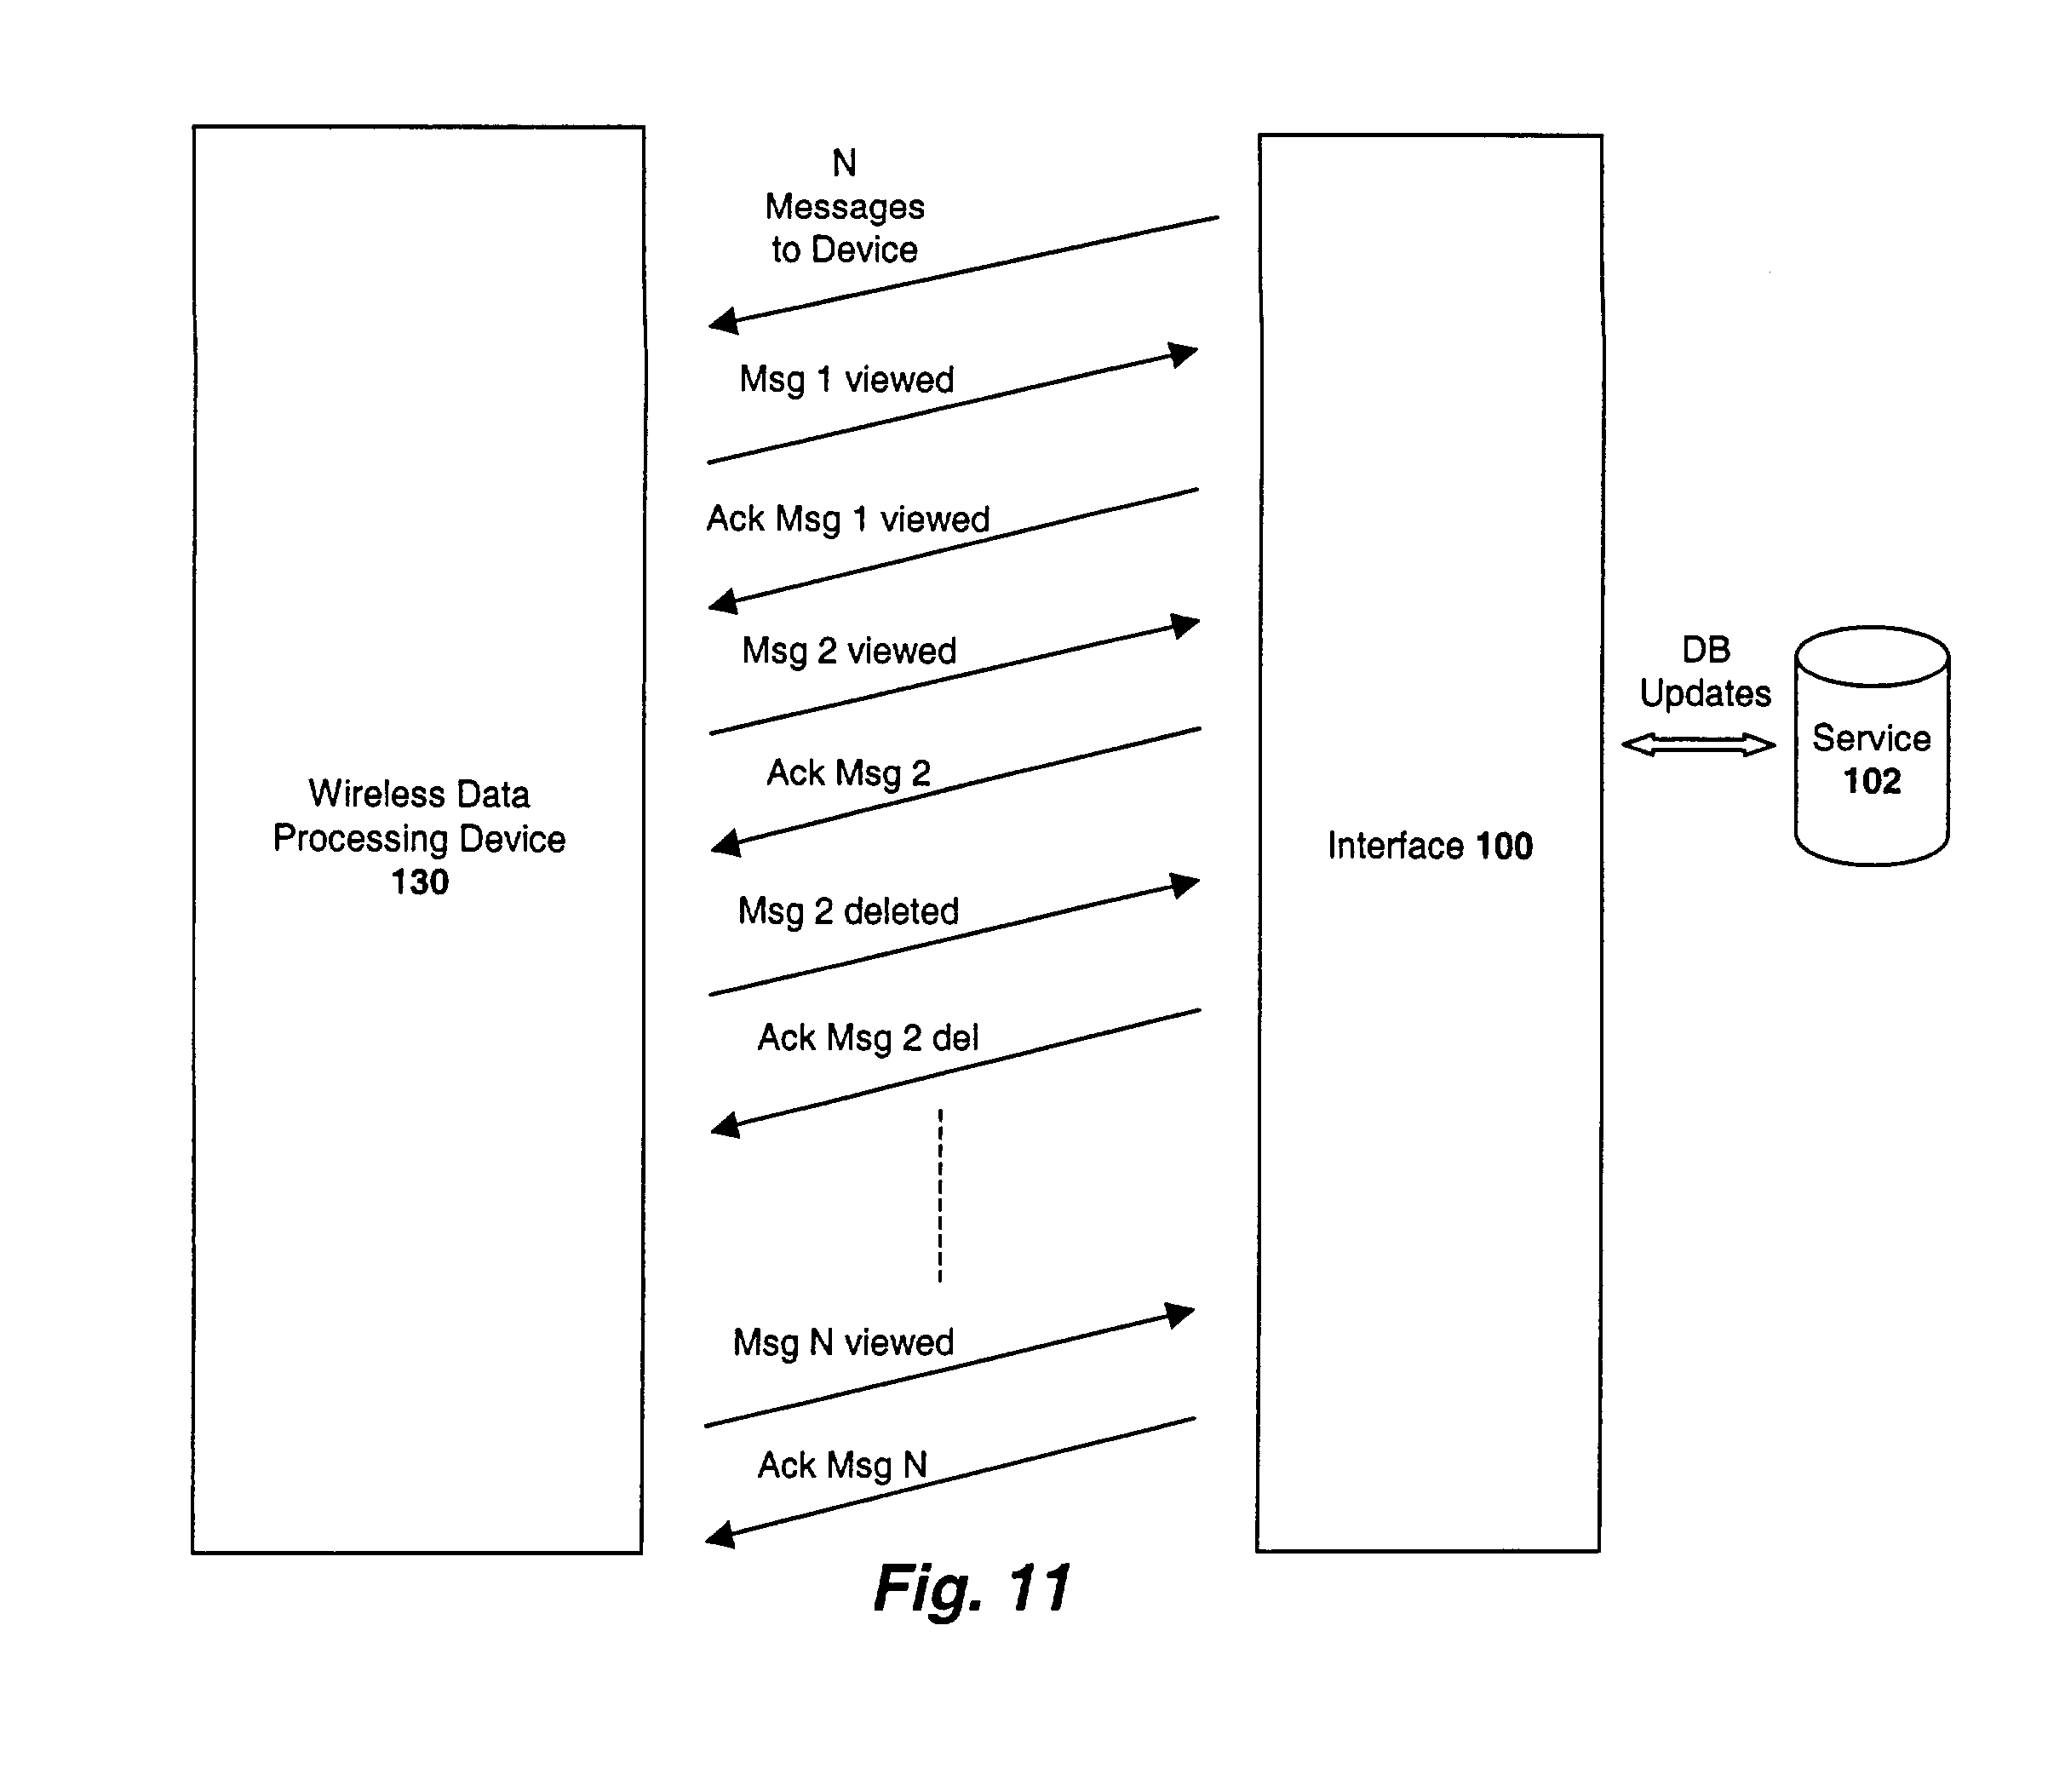 N
Messages
to Device
Msg 1 viewed
Ack Msg 1 viewed
Msg 2 viewed
Ack Msg 2
Msg 2 deleted
Ack Msg 2 del
Msg N viewed
Ack Msg N
Wireless Data
Processing Device
130
Interface 100
DB
Updates
Service
102
Fig. 11